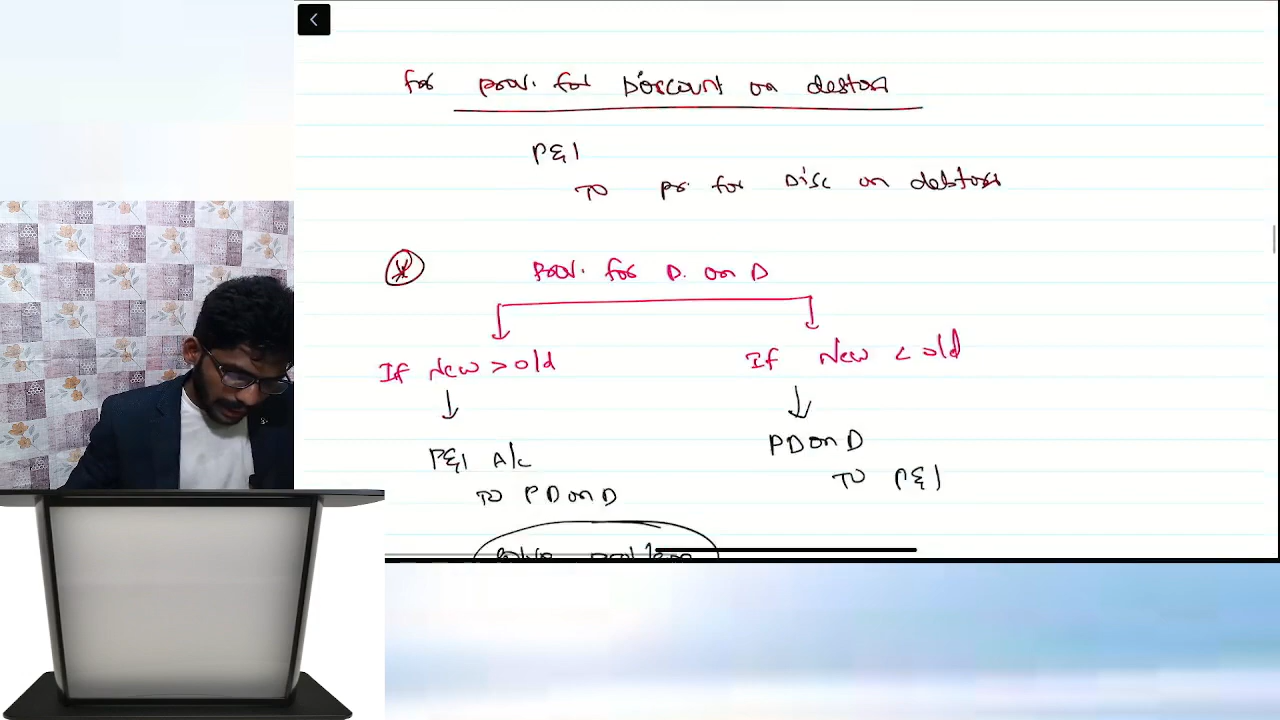 for prov. for Discount on debtors
P&l
TO pr. for Disc on debtors
Prov. for D. on D
If New > old
If New < old
P&l A/c
TO PD on D
PD on D
TO P&l
problem